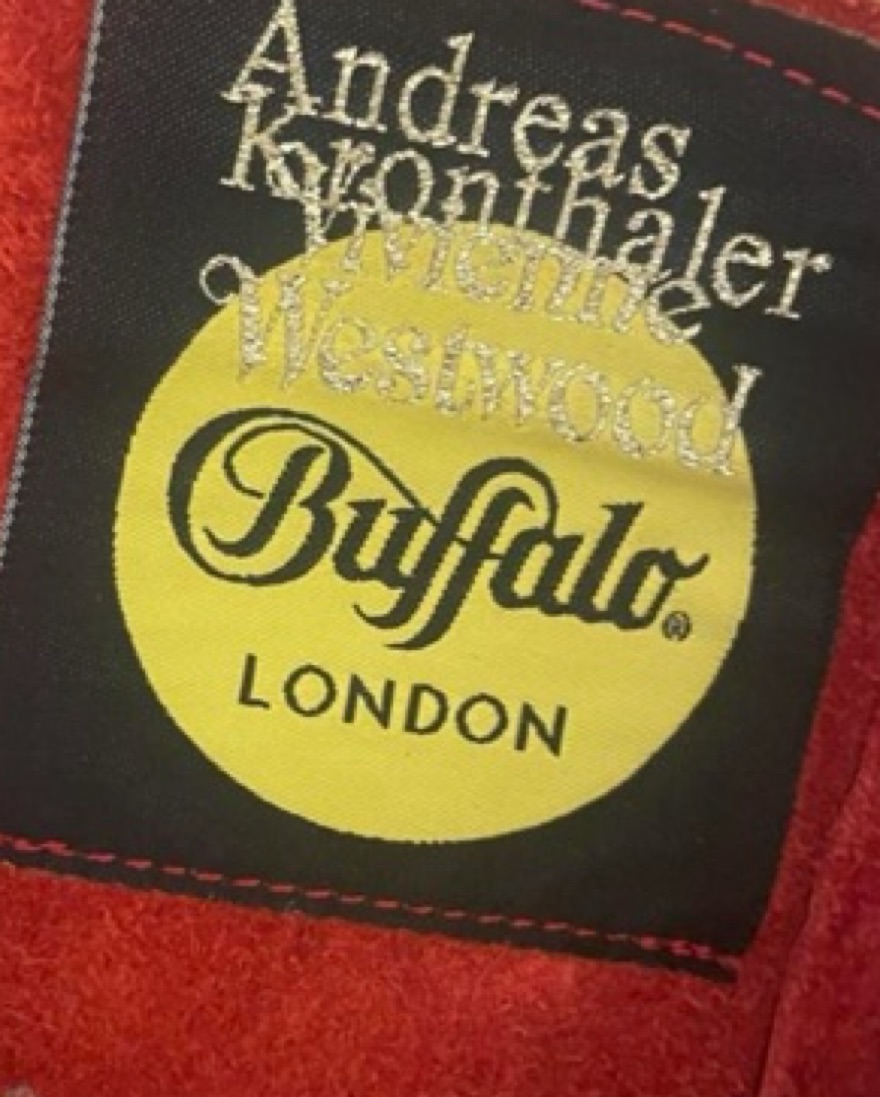 Andreas
Kronthaler
Vivienne
Westwood
Buffalo®
LONDON